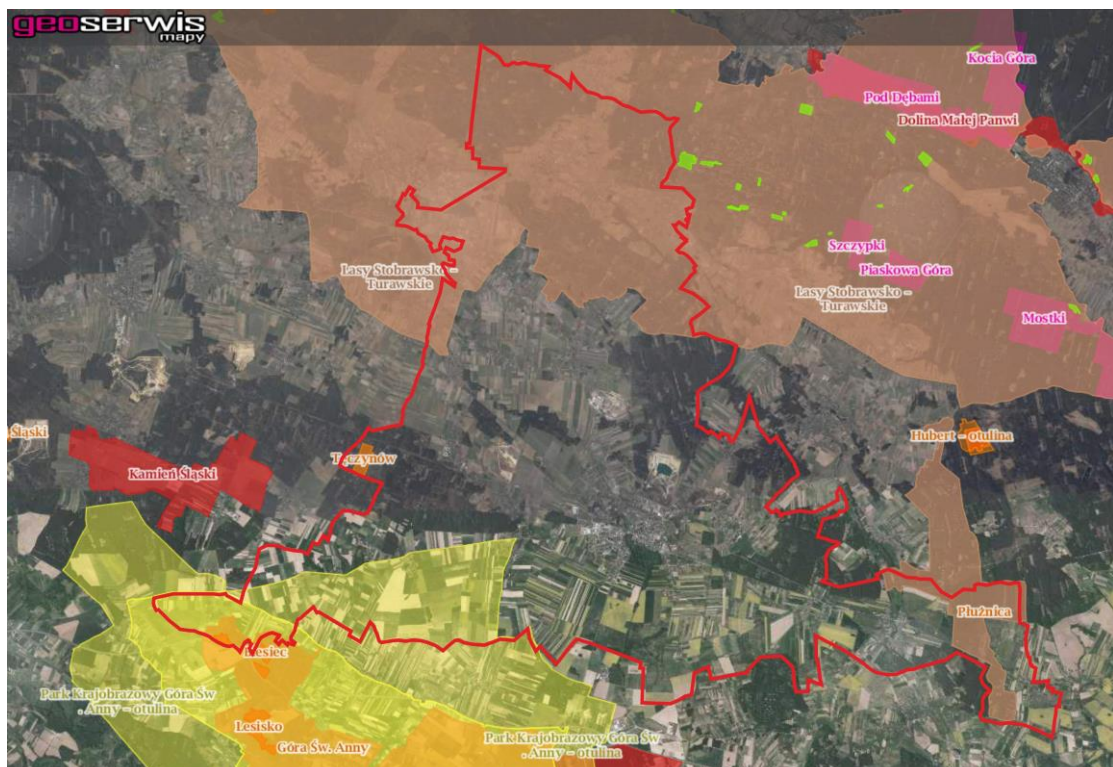 geoserwis
mapy
Kocia Góra
Pod Dębami
Dolina Małej Panwi
Szczypki
Lasy Stobrawsko –
Turawskie
Piaskowa Góra
Lasy Stobrawsko –
Turawskie
Mostki
Śląski
Hubert – otulina
Tęczynów
Kamień Śląski
Płużnica
Biesiec
Park Krajobrazowy Góra Św
. Anny – otulina
Lesisko
Góra Św. Anny
Park Krajobrazowy Góra Św
. Anny – otulina